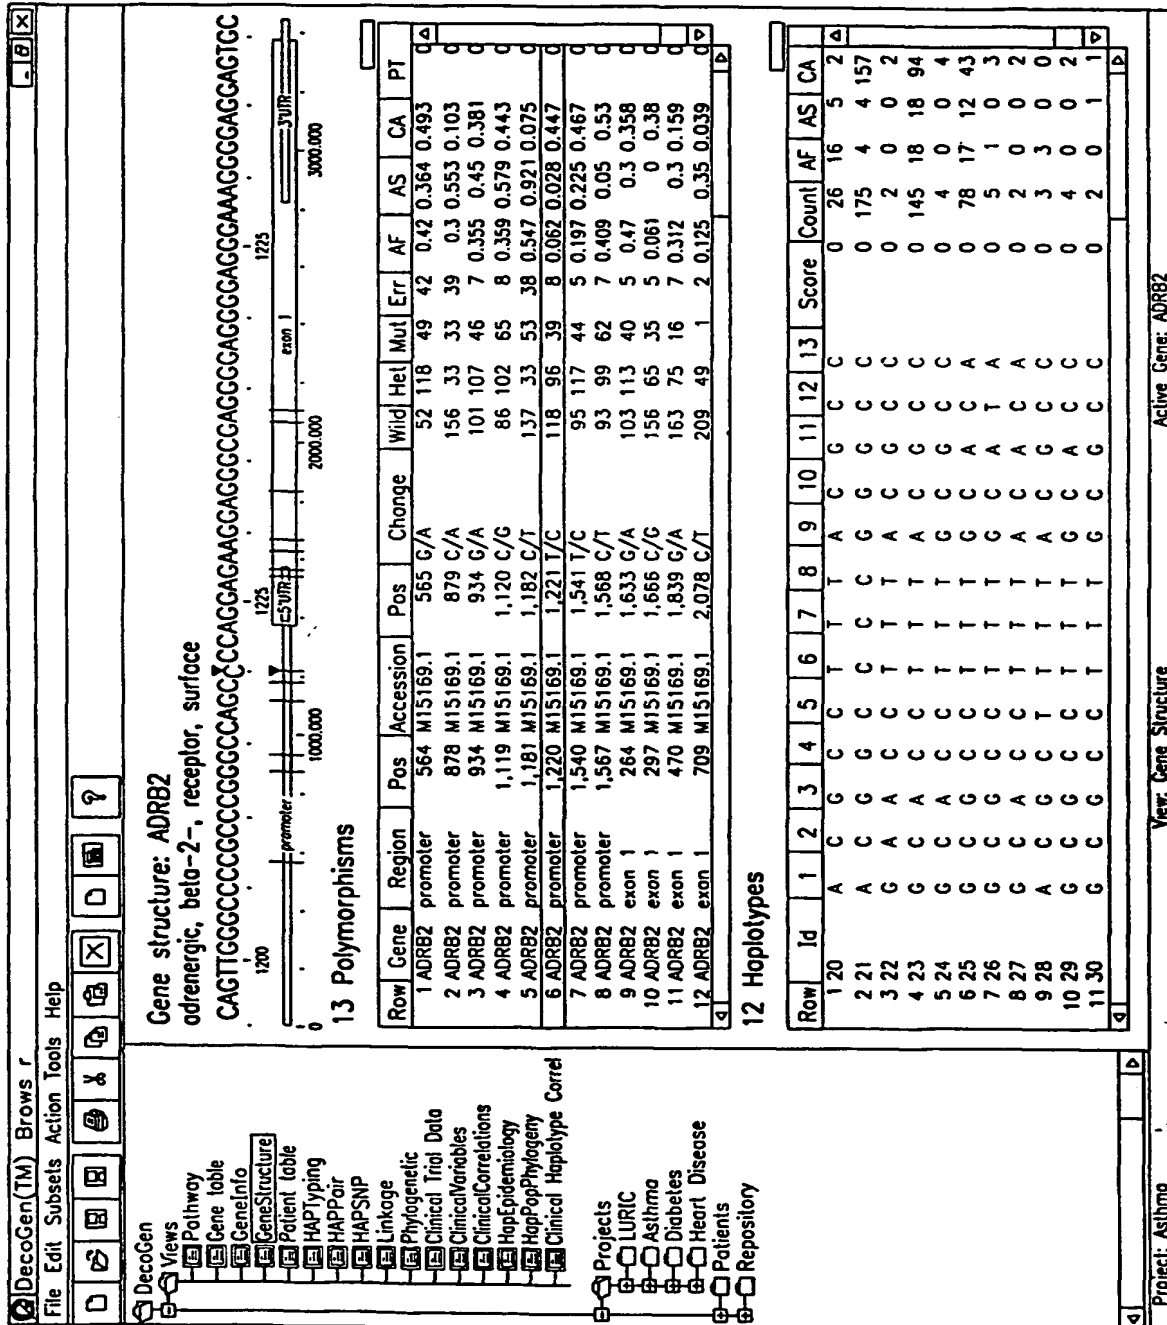 DecoGen(TM) Brows r
File Edit Subsets Action Tools Help
?
DecoGen
Views
Pathway
Gene table
GeneInfo
GeneStructure
Patient table
HAPTyping
HAPPair
HAPSNP
Linkage
Phylogenetic
Clinical Trial Data
ClinicalVariables
ClinicalCorrelations
HapEpidemiology
HapPopPhylogeny
Clinical Haplotype Correl
Projects
LURIC
Asthma
Diabetes
Heart Disease
Patients
Repository
Gene structure: ADRB2
adrenergic, beta-2-, receptor, surface
1200 1225 1225
promoter 5'UTR exon 1 3'UTR
0 1000.000 2000.000 3000.000
13 Polymorphisms
Row Gene Region Pos Accession Pos Change Wild Het Mut Err AF AS CA PT
1 ADRB2 promoter 564 M15169.1 565 G/A 52 118 49 42 0.42 0.364 0.493 0
2 ADRB2 promoter 878 M15169.1 879 C/A 156 33 33 39 0.3 0.553 0.103 0
3 ADRB2 promoter 934 M15169.1 934 G/A 101 107 46 7 0.355 0.45 0.381 0
4 ADRB2 promoter 1,119 M15169.1 1,120 C/G 86 102 65 8 0.359 0.579 0.443 0
5 ADRB2 promoter 1,181 M15169.1 1,182 C/T 137 33 53 38 0.547 0.921 0.075 0
6 ADRB2 promoter 1,220 M15169.1 1,221 T/C 118 96 39 8 0.062 0.028 0.447 0
7 ADRB2 promoter 1,540 M15169.1 1,541 T/C 95 117 44 5 0.197 0.225 0.467 0
8 ADRB2 promoter 1,567 M15169.1 1,568 C/T 93 99 62 7 0.409 0.05 0.53 0
9 ADRB2 exon 1 264 M15169.1 1,633 G/A 103 113 40 5 0.47 0.3 0.358 0
10 ADRB2 exon 1 297 M15169.1 1,666 C/G 156 65 35 5 0.061 0 0.38 0
11 ADRB2 exon 1 470 M15169.1 1,839 G/A 163 75 16 7 0.312 0.3 0.159 0
12 ADRB2 exon 1 709 M15169.1 2,078 C/T 209 49 1 2 0.125 0.35 0.039 0
12 Haplotypes
Row Id 1 2 3 4 5 6 7 8 9 10 11 12 13 Score Count AF AS CA
1 20 A C G C C T T T A C G C C 0 26 16 5 2
2 21 A C G G C C C C G G G C C 0 175 4 4 157
3 22 G A A C C T T T A C G C C 0 2 0 0 2
4 23 G A A C C T T T A C G C C 0 145 18 18 94
5 24 G C A C C T T T G G G C C 0 4 0 0 4
6 25 G C G C C T T T G C A C A 0 78 17 12 43
7 26 G C G C C T T T G C A T A 0 5 1 0 3
8 27 G C A C C T T T A C A C A 0 2 0 0 2
9 28 A C G C T T T T A C G C C 0 3 3 0 0
10 29 G C G C C T T T G C A C C 0 4 0 0 2
11 30 G C G C C T T T G C G C C 0 2 0 1 1
Project: Asthma View: Gene Structure Active Gene: ADRB2